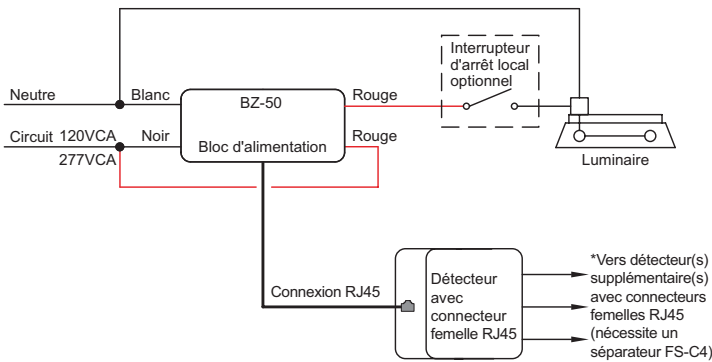 Interrupteur
d'arrêt local
optionnel
Neutre
Blanc
BZ-50
Rouge
Circuit 120VCA
277VCA
Noir
Bloc d'alimentation
Rouge
Luminaire
Connexion RJ45
Détecteur
avec
connecteur
femelle RJ45
*Vers détecteur(s)
supplémentaire(s)
avec connecteurs
femelles RJ45
(nécessite un
séparateur FS-C4)